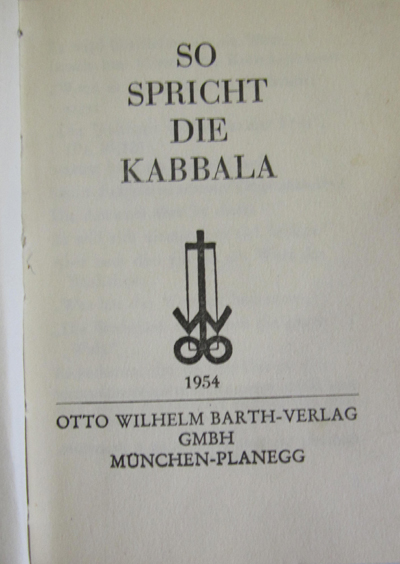 SO
SPRICHT
DIE
KABBALA
1954
OTTO WILHELM BARTH-VERLAG
GMBH
MÜNCHEN-PLANEGG